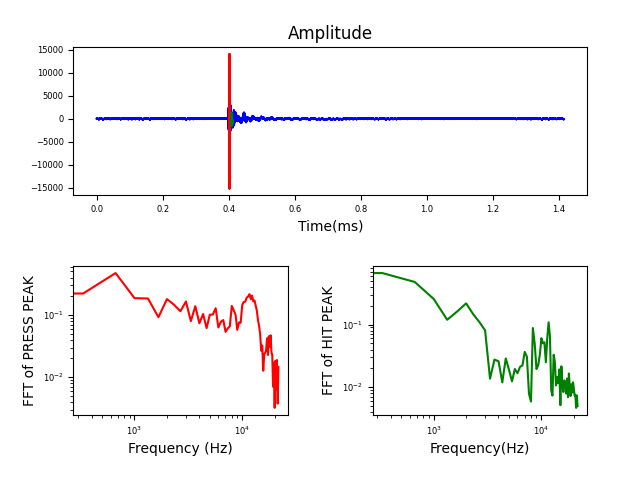 Amplitude
15000
10000
5000
0
−5000
−10000
−15000
0.0 0.2 0.4 0.6 0.8 1.0 1.2 1.4
Time(ms)
FFT of PRESS PEAK
10⁻¹
10⁻²
10³ 10⁴
Frequency (Hz)
FFT of HIT PEAK
10⁻¹
10⁻²
10³ 10⁴
Frequency(Hz)